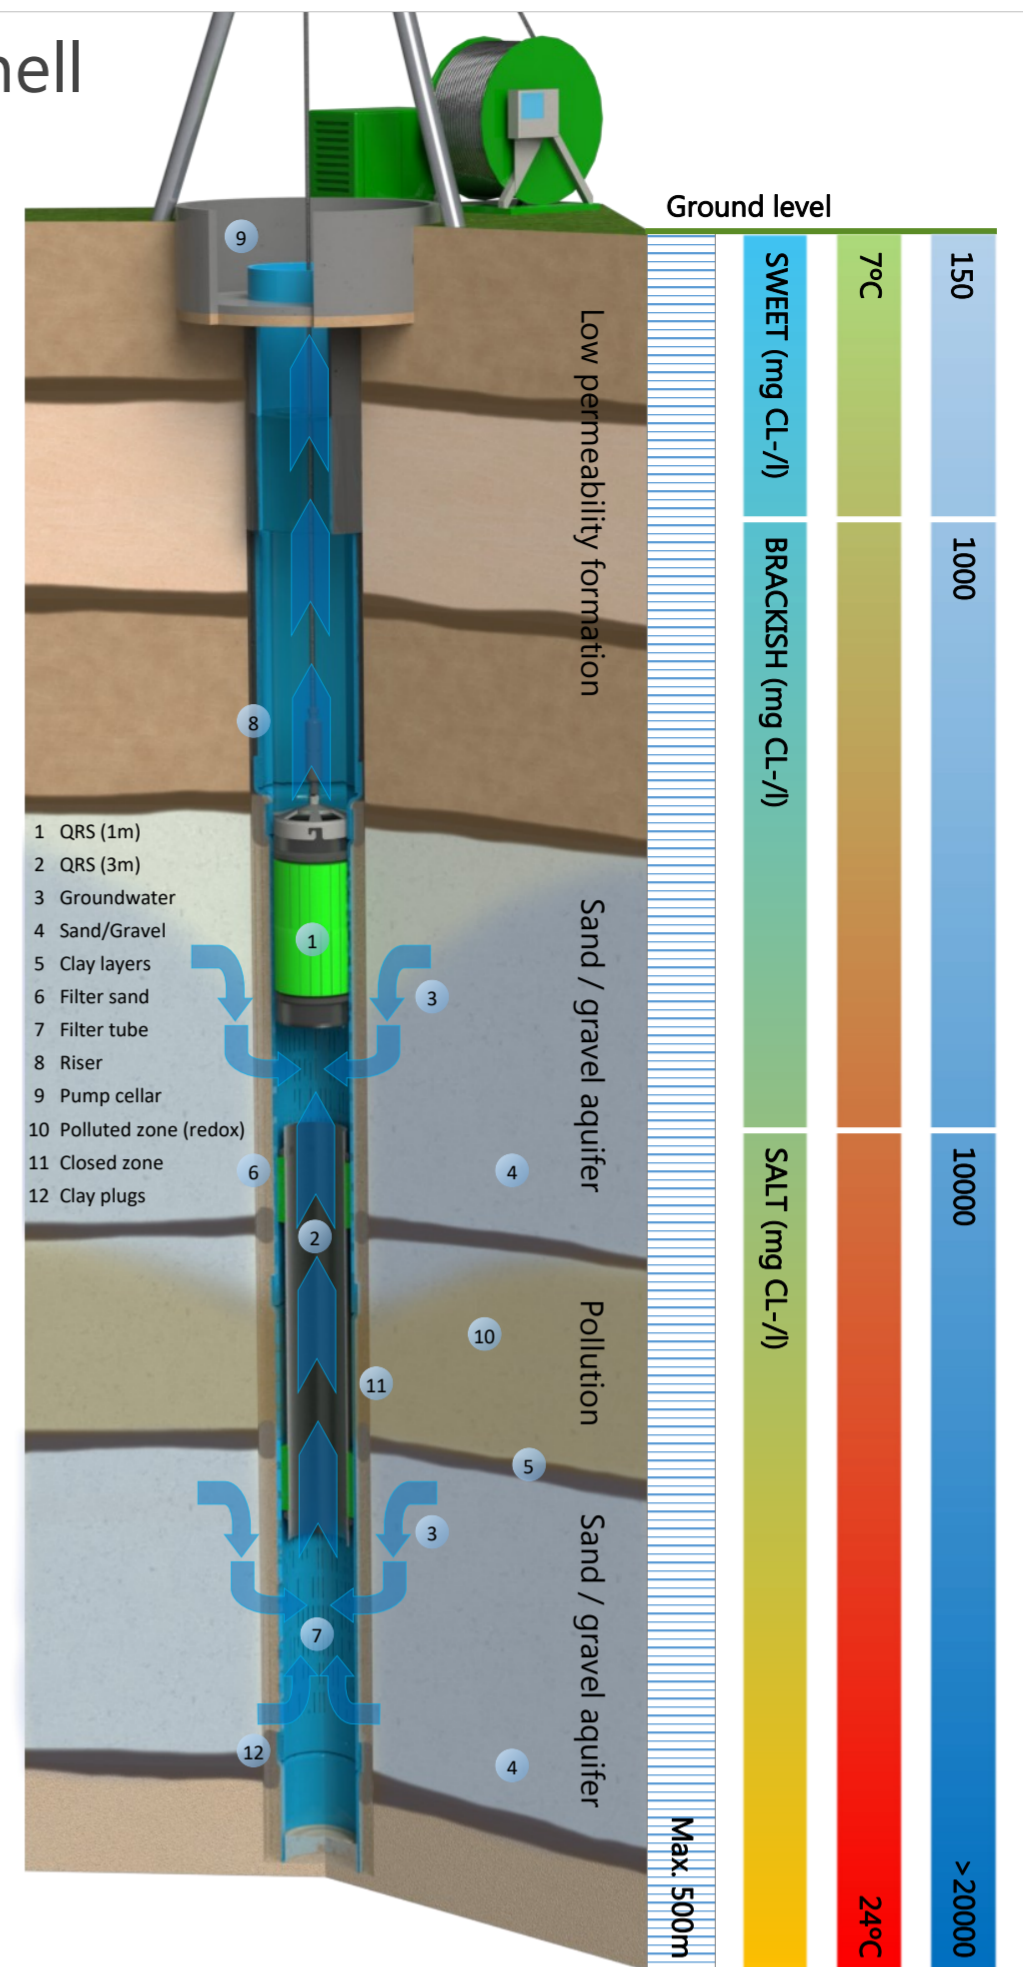 Ground level
9
SWEET (mg CL-/l)
7°C
150
Low permeability formation
BRACKISH (mg CL-/l)
1000
8
1 QRS (1m)
2 QRS (3m)
3 Groundwater
4 Sand/Gravel
5 Clay layers
6 Filter sand
7 Filter tube
8 Riser
9 Pump cellar
10 Polluted zone (redox)
11 Closed zone
12 Clay plugs
1
3
Sand / gravel aquifer
6
4
2
SALT (mg CL-/l)
10000
Pollution
10
11
5
3
Sand / gravel aquifer
7
12
4
Max. 500m
24°C
>20000